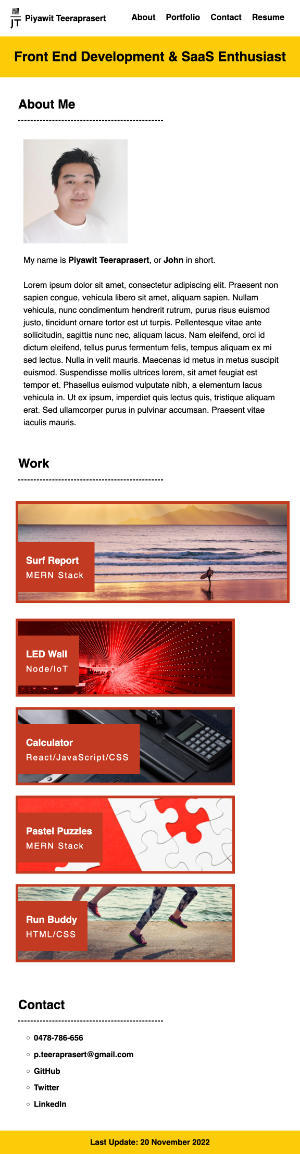 JT Piyawit Teeraprasert About Portfolio Contact Resume
Front End Development & SaaS Enthusiast
About Me
My name is Piyawit Teeraprasert, or John in short.
Lorem ipsum dolor sit amet, consectetur adipiscing elit. Praesent non
sapien congue, vehicula libero sit amet, aliquam sapien. Nullam
vehicula, nunc condimentum hendrerit rutrum, purus risus euismod
justo, tincidunt ornare tortor est ut turpis. Pellentesque vitae ante
sollicitudin, sagittis nunc nec, aliquam lacus. Nam eleifend, orci id
dictum eleifend, tellus purus fermentum felis, tempus aliquam ex mi
sed lectus. Nulla in velit mauris. Maecenas id metus in metus suscipit
euismod. Suspendisse mollis ultrices lorem, sit amet feugiat est
tempor et. Phasellus euismod vulputate nibh, a elementum lacus
vehicula in. Ut ex ipsum, imperdiet quis lectus quis, tristique aliquam
erat. Sed ullamcorper purus in pulvinar accumsan. Praesent vitae
iaculis mauris.
Work
Surf Report
MERN Stack
LED Wall
Node/IoT
Calculator
React/JavaScript/CSS
Pastel Puzzles
MERN Stack
Run Buddy
HTML/CSS
Contact
0478-786-656
p.teeraprasert@gmail.com
GitHub
Twitter
LinkedIn
Last Update: 20 November 2022